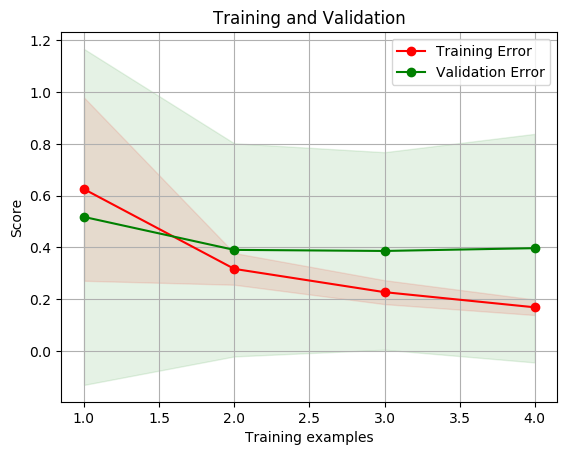 Training and Validation
Training Error
Validation Error
1.2
1.0
0.8
0.6
0.4
0.2
0.0
Score
1.0 1.5 2.0 2.5 3.0 3.5 4.0
Training examples